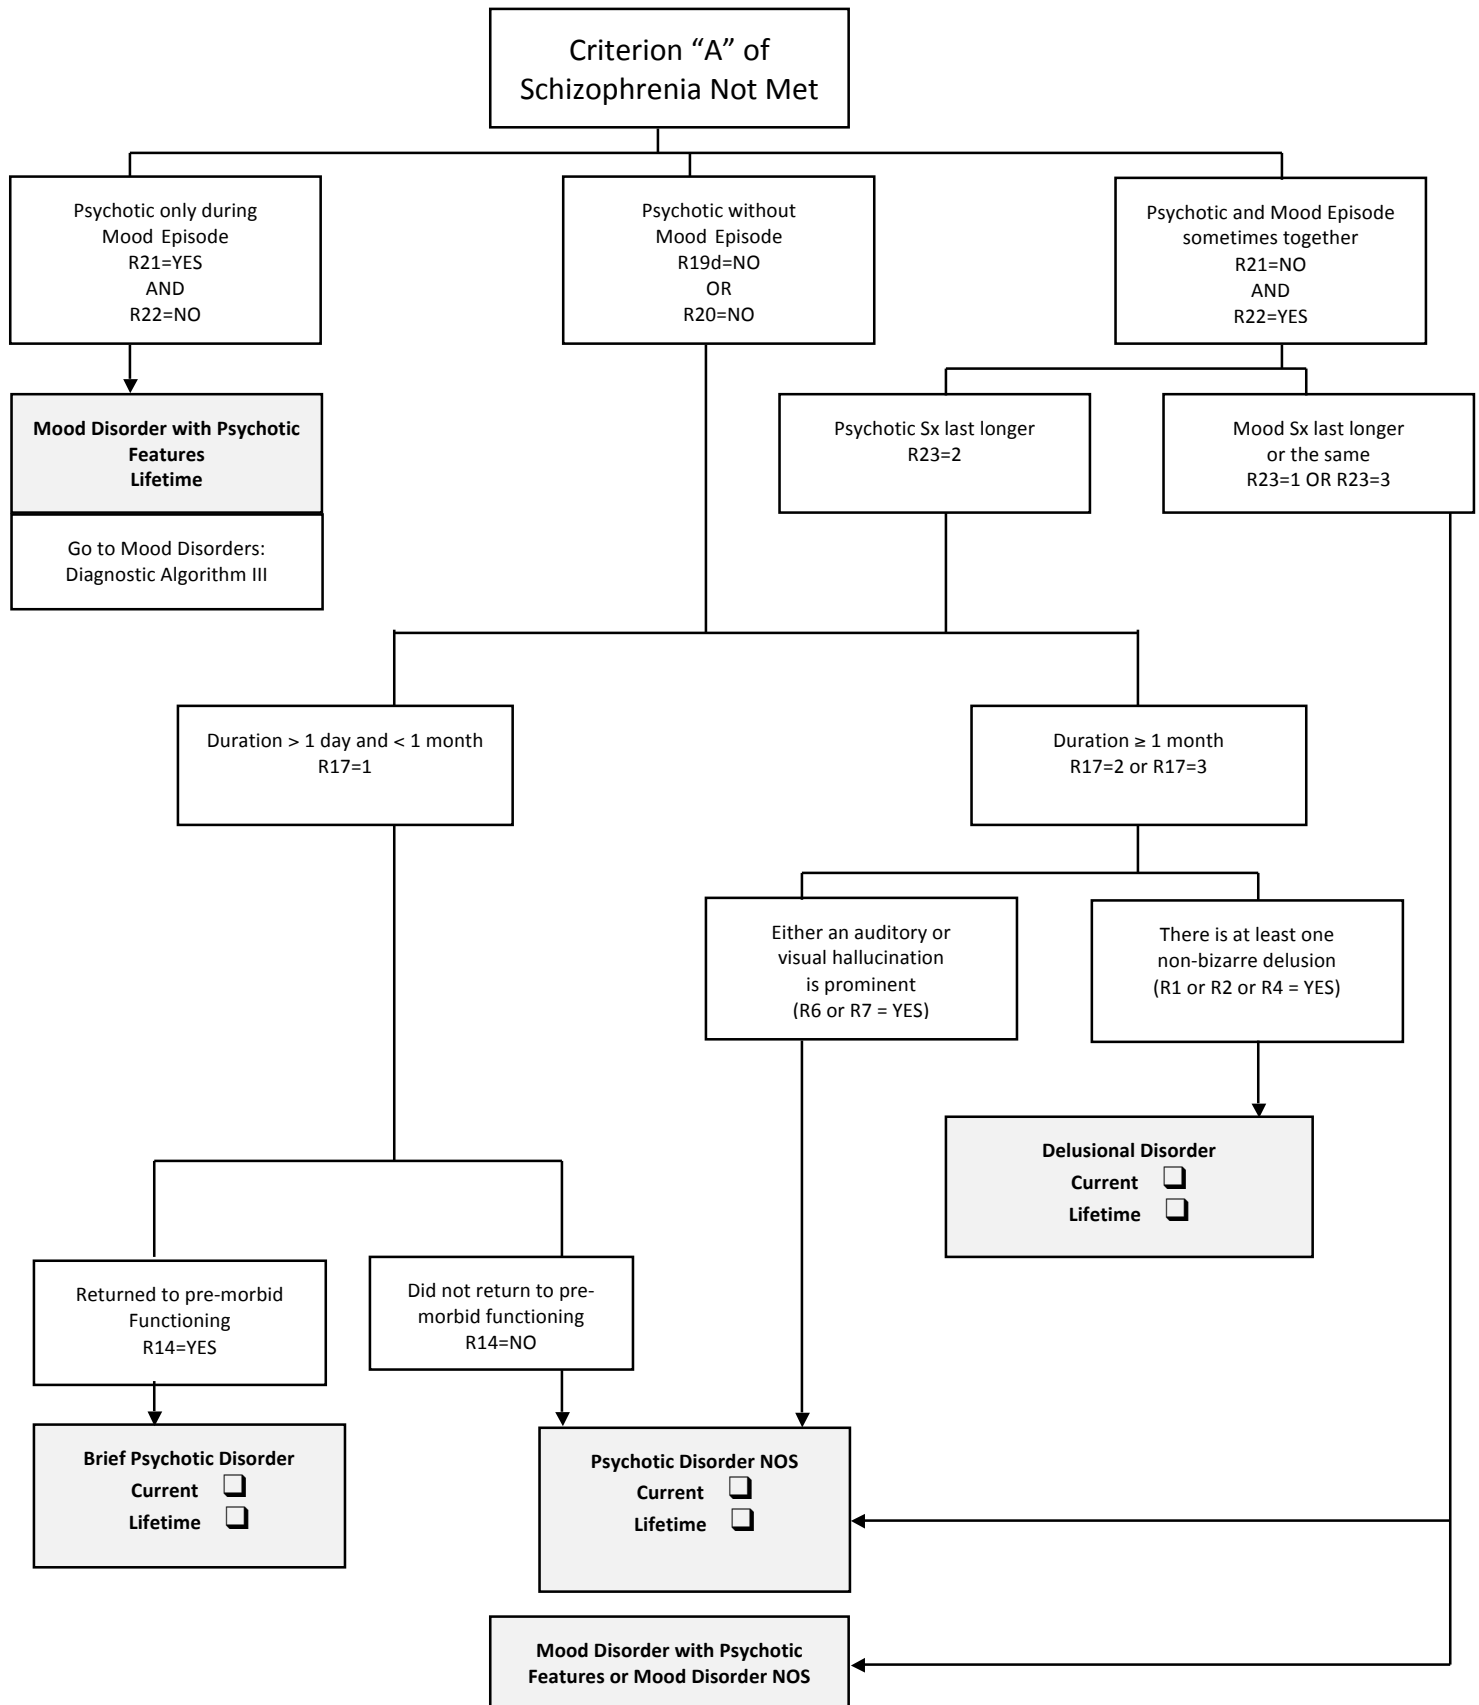 Criterion “A” of
Schizophrenia Not Met
Psychotic only during
Mood Episode
R21=YES
AND
R22=NO
Psychotic without
Mood Episode
R19d=NO
OR
R20=NO
Psychotic and Mood Episode
sometimes together
R21=NO
AND
R22=YES
Mood Disorder with Psychotic
Features
Lifetime
Go to Mood Disorders:
Diagnostic Algorithm III
Psychotic Sx last longer
R23=2
Mood Sx last longer
or the same
R23=1 OR R23=3
Duration > 1 day and < 1 month
R17=1
Duration ≥ 1 month
R17=2 or R17=3
Either an auditory or
visual hallucination
is prominent
(R6 or R7 = YES)
There is at least one
non-bizarre delusion
(R1 or R2 or R4 = YES)
Delusional Disorder
Current ❑
Lifetime ❑
Returned to pre-morbid
Functioning
R14=YES
Did not return to pre-
morbid functioning
R14=NO
Brief Psychotic Disorder
Current ❑
Lifetime ❑
Psychotic Disorder NOS
Current ❑
Lifetime ❑
Mood Disorder with Psychotic
Features or Mood Disorder NOS